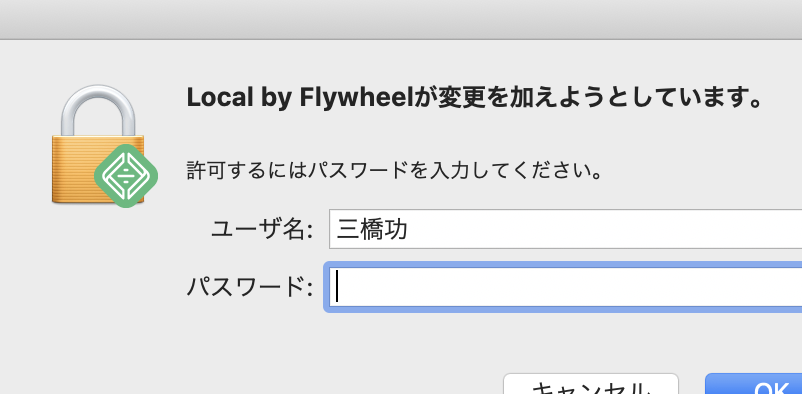 Local by Flywheelが変更を加えようとしています。
許可するにはパスワードを入力してください。
ユーザ名: 三橋功
パスワード:
キャンセル OK